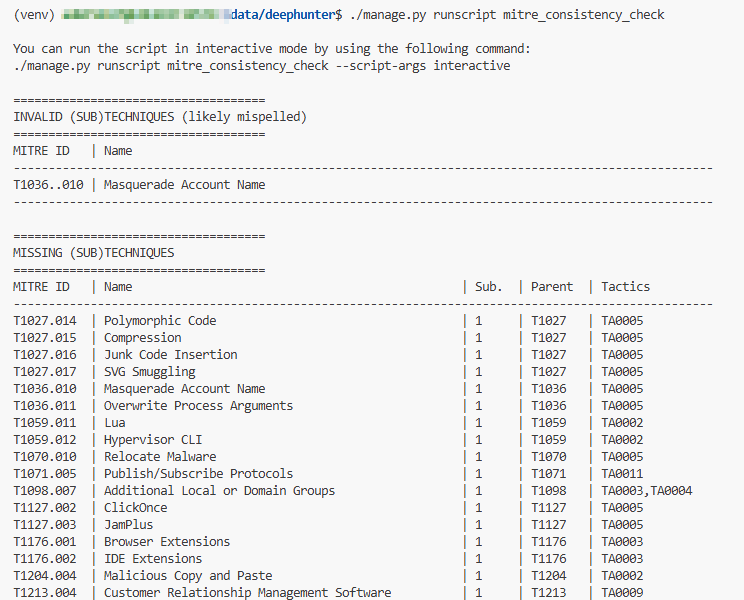 (venv) data/deephunter$ ./manage.py runscript mitre_consistency_check
You can run the script in interactive mode by using the following command:
./manage.py runscript mitre_consistency_check --script-args interactive
====================================
INVALID (SUB)TECHNIQUES (likely mispelled)
====================================
MITRE ID | Name
----------------------------------------------------------------------------------------------------
T1036..010 | Masquerade Account Name
----------------------------------------------------------------------------------------------------
====================================
MISSING (SUB)TECHNIQUES
====================================
MITRE ID | Name | Sub. | Parent | Tactics
----------------------------------------------------------------------------------------------------
T1027.014 | Polymorphic Code | 1 | T1027 | TA0005
T1027.015 | Compression | 1 | T1027 | TA0005
T1027.016 | Junk Code Insertion | 1 | T1027 | TA0005
T1027.017 | SVG Smuggling | 1 | T1027 | TA0005
T1036.010 | Masquerade Account Name | 1 | T1036 | TA0005
T1036.011 | Overwrite Process Arguments | 1 | T1036 | TA0005
T1059.011 | Lua | 1 | T1059 | TA0002
T1059.012 | Hypervisor CLI | 1 | T1059 | TA0002
T1070.010 | Relocate Malware | 1 | T1070 | TA0005
T1071.005 | Publish/Subscribe Protocols | 1 | T1071 | TA0011
T1098.007 | Additional Local or Domain Groups | 1 | T1098 | TA0003,TA0004
T1127.002 | ClickOnce | 1 | T1127 | TA0005
T1127.003 | JamPlus | 1 | T1127 | TA0005
T1176.001 | Browser Extensions | 1 | T1176 | TA0003
T1176.002 | IDE Extensions | 1 | T1176 | TA0003
T1204.004 | Malicious Copy and Paste | 1 | T1204 | TA0002
T1213.004 | Customer Relationship Management Software | 1 | T1213 | TA0009